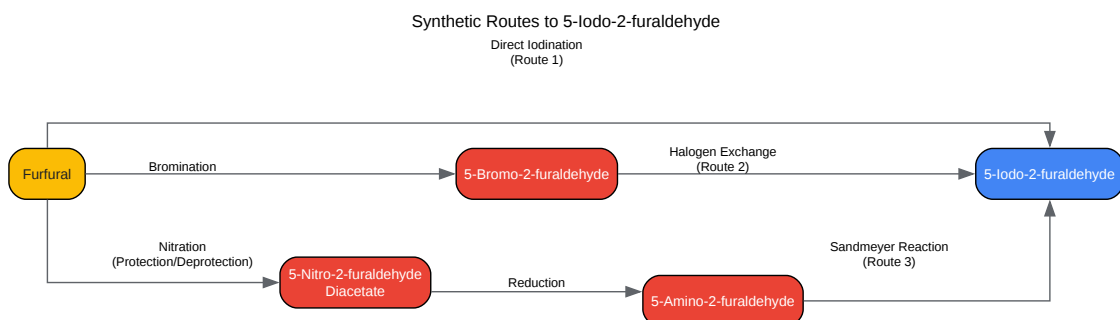 Synthetic Routes to 5-Iodo-2-furaldehyde
Direct Iodination
(Route 1)
Furfural
Bromination
5-Bromo-2-furaldehyde
Halogen Exchange
(Route 2)
5-Iodo-2-furaldehyde
Nitration
(Protection/Deprotection)
5-Nitro-2-furaldehyde
Diacetate
Reduction
5-Amino-2-furaldehyde
Sandmeyer Reaction
(Route 3)